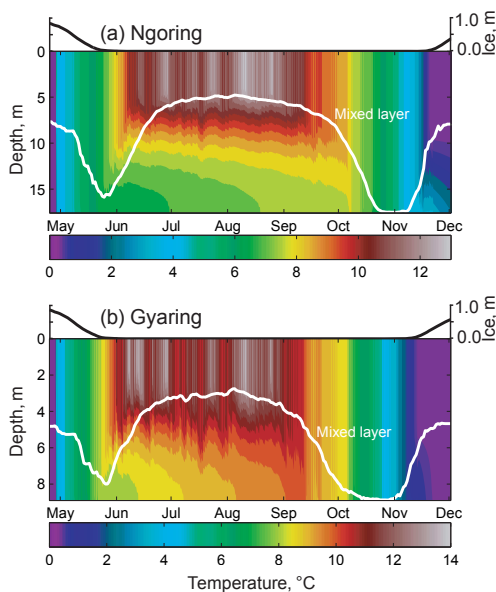 (a) Ngoring
1.0
0.0
Ice, m
0
5
10
15
Depth, m
Mixed layer
May Jun Jul Aug Sep Oct Nov Dec
0 2 4 6 8 10 12
(b) Gyaring
1.0
0.0
Ice, m
0
2
4
6
8
Depth, m
Mixed layer
May Jun Jul Aug Sep Oct Nov Dec
0 2 4 6 8 10 12 14
Temperature, °C